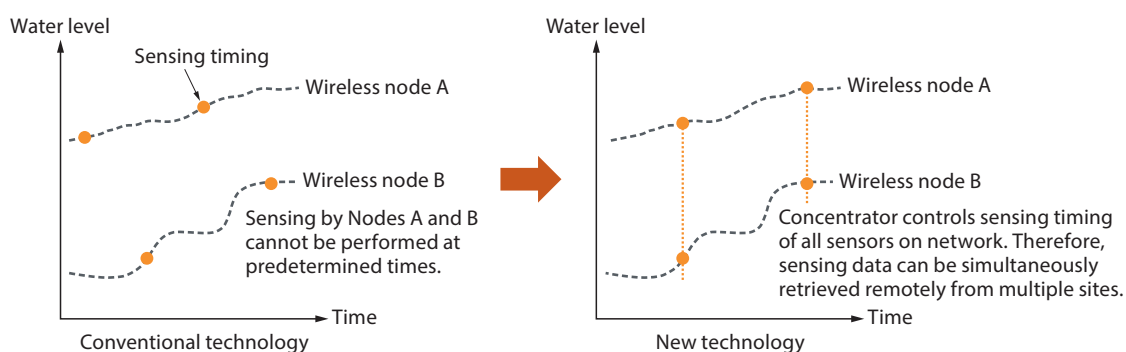 Water level
Sensing timing
Wireless node A
Wireless node B
Sensing by Nodes A and B
cannot be performed at
predetermined times.
Time
Conventional technology
Water level
Wireless node A
Wireless node B
Concentrator controls sensing timing
of all sensors on network. Therefore,
sensing data can be simultaneously
retrieved remotely from multiple sites.
Time
New technology